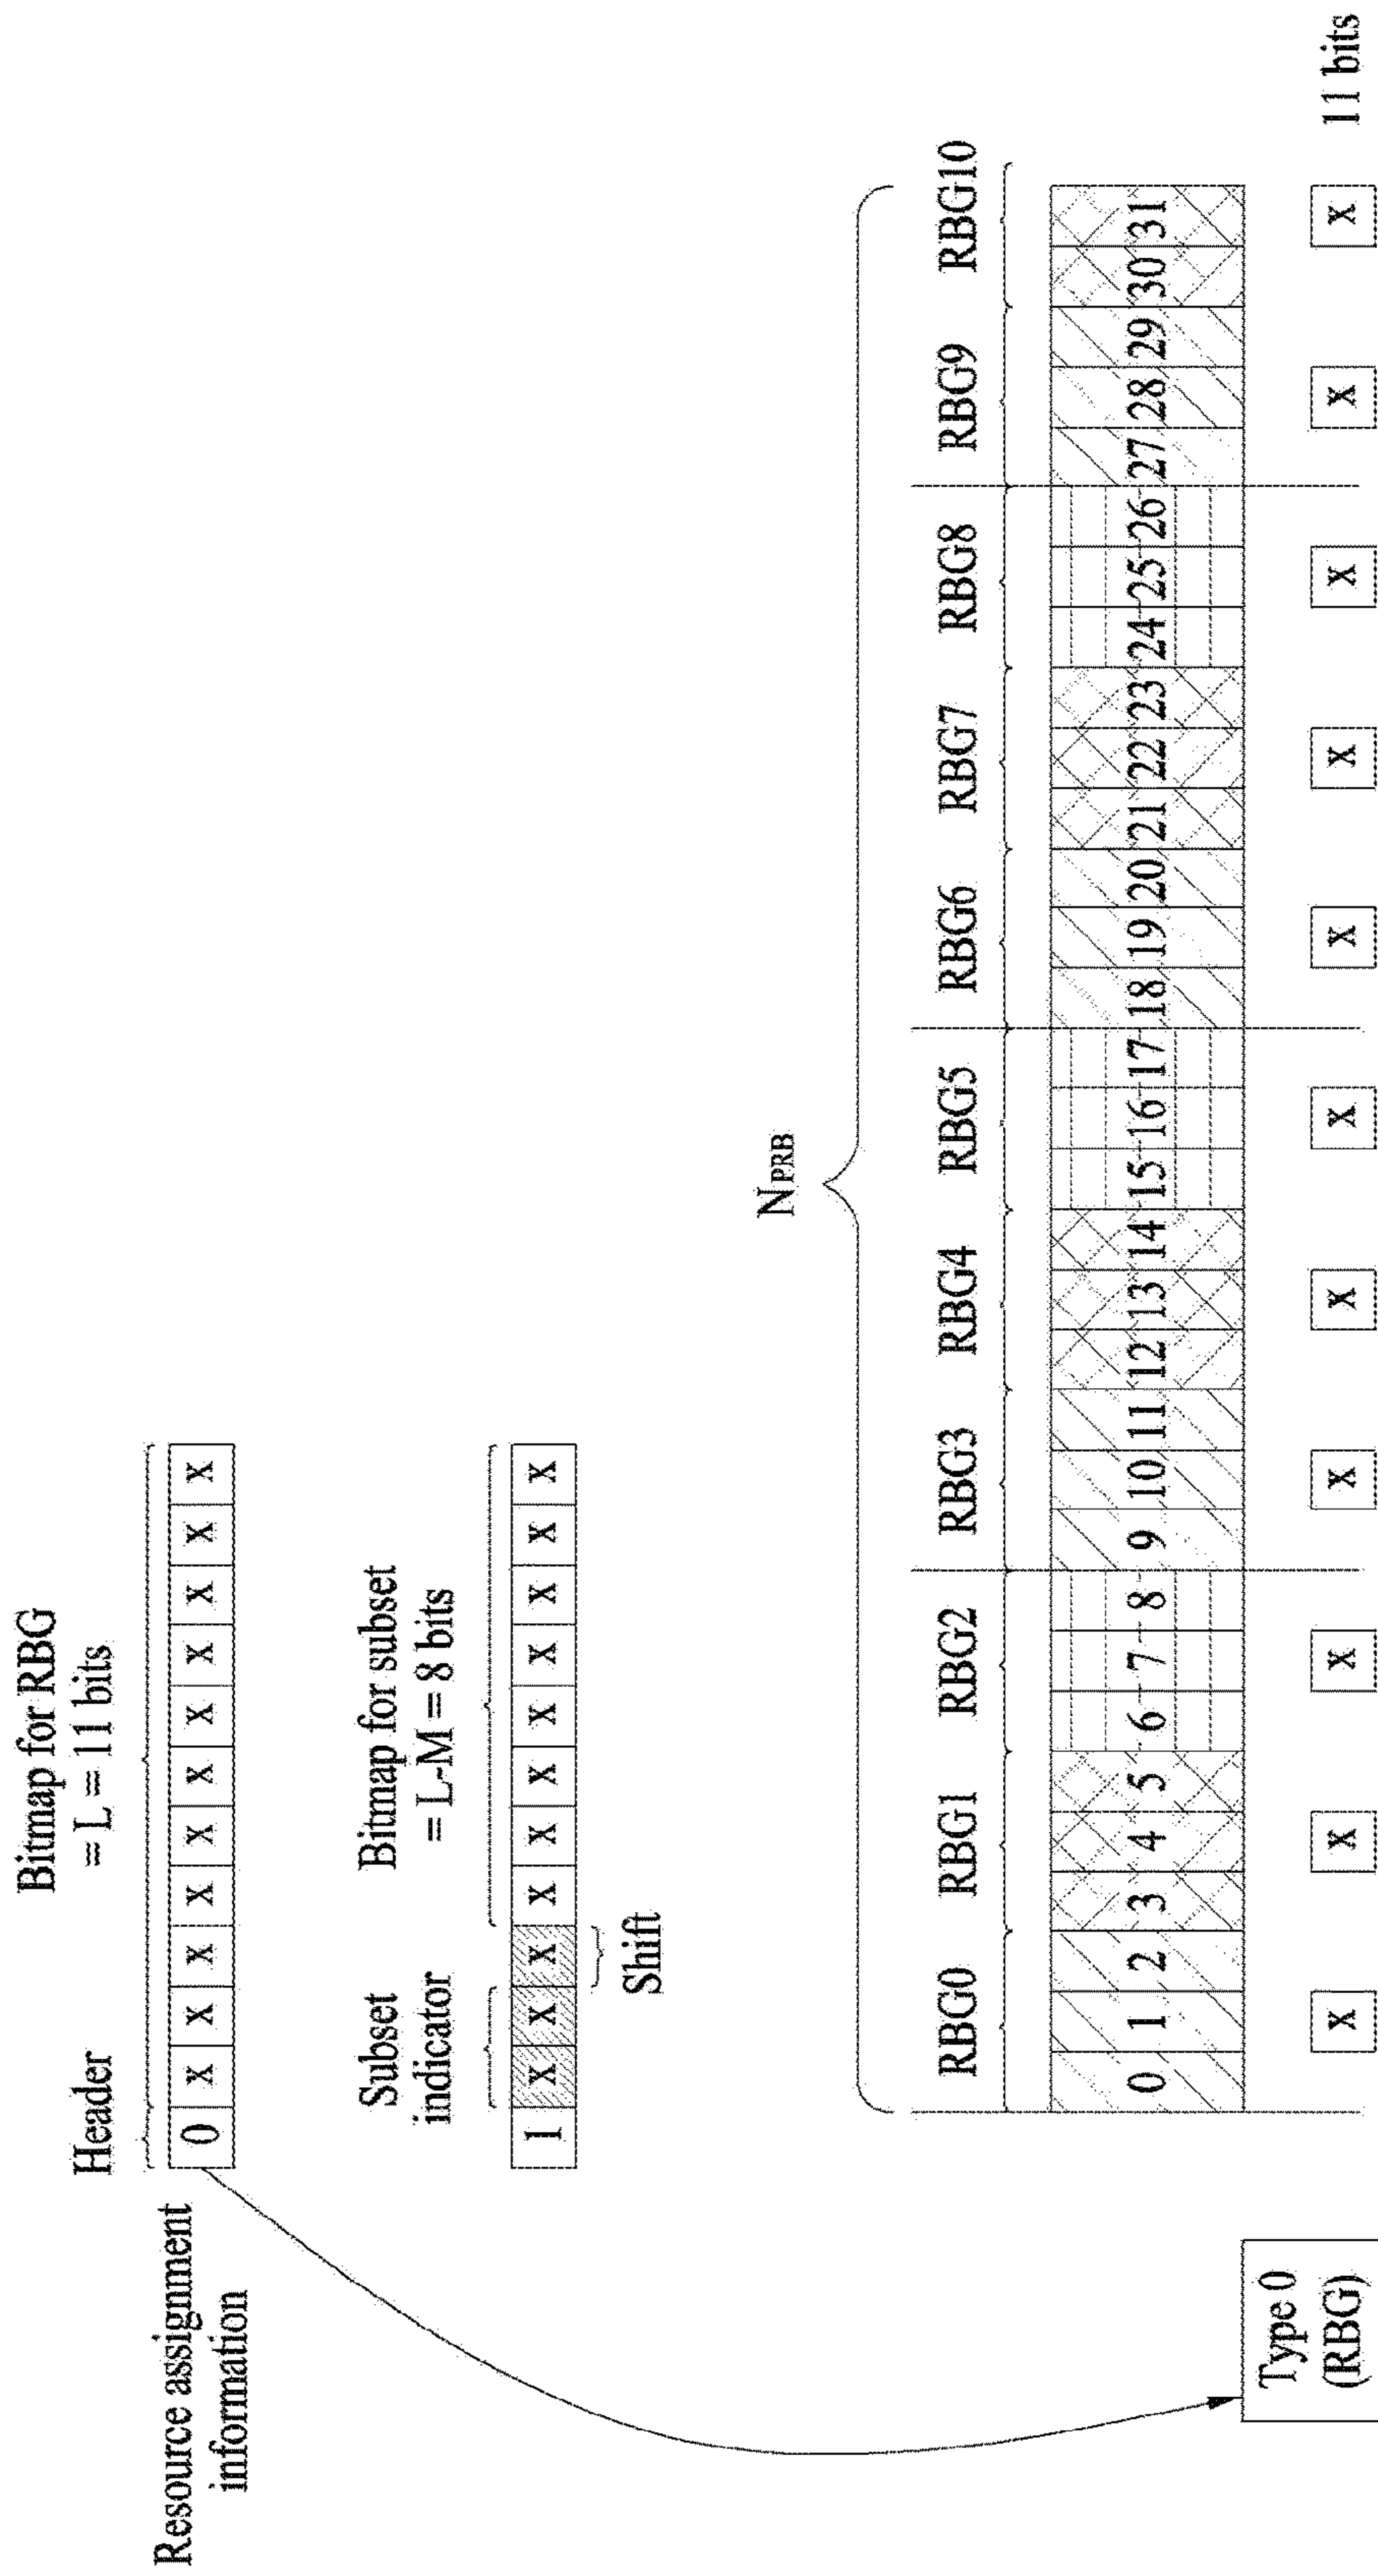 Bitmap for RBG
= L = 11 bits
Header
Resource assignment
information
0 X X X X X X X X X X X
Subset
indicator
Bitmap for subset
= L-M = 8 bits
1 X X X X X X X X X X X
Shift
NPRB
RBG0 RBG1 RBG2 RBG3 RBG4 RBG5 RBG6 RBG7 RBG8 RBG9 RBG10
0 1 2 3 4 5 6 7 8 9 10 11 12 13 14 15 16 17 18 19 20 21 22 23 24 25 26 27 28 29 30 31
Type 0
(RBG)
X X X X X X X X X X X 11 bits